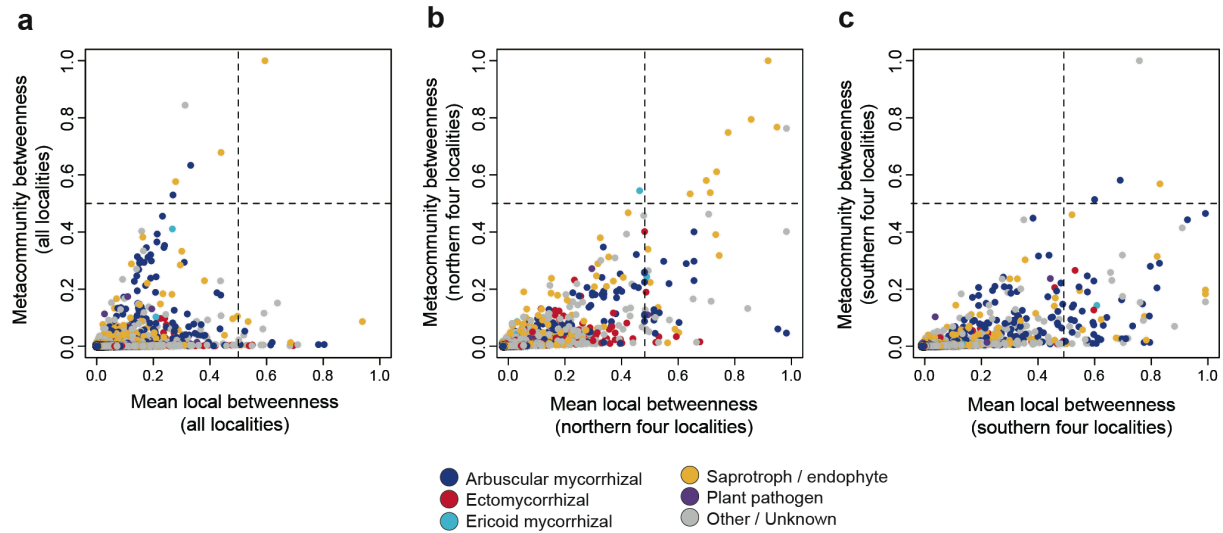 a
Metacommunity betweenness
(all localities)
1.0
0.8
0.6
0.4
0.2
0.0
0.0 0.2 0.4 0.6 0.8 1.0
Mean local betweenness
(all localities)
b
Metacommunity betweenness
(northern four localities)
1.0
0.8
0.6
0.4
0.2
0.0
0.0 0.2 0.4 0.6 0.8 1.0
Mean local betweenness
(northern four localities)
c
Metacommunity betweenness
(southern four localities)
1.0
0.8
0.6
0.4
0.2
0.0
0.0 0.2 0.4 0.6 0.8 1.0
Mean local betweenness
(southern four localities)
Arbuscular mycorrhizal
Ectomycorrhizal
Ericoid mycorrhizal
Saprotroph / endophyte
Plant pathogen
Other / Unknown